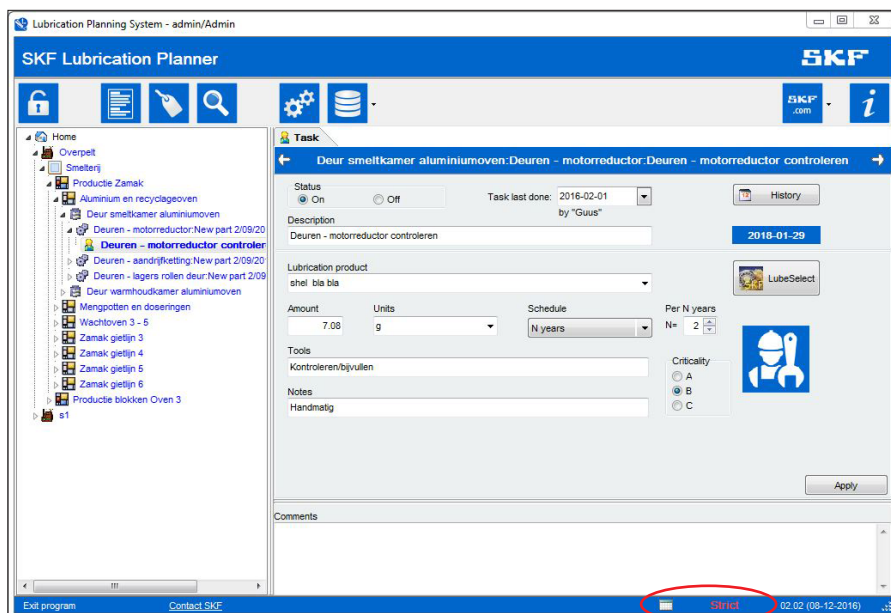 Lubrication Planning System - admin/Admin
SKF Lubrication Planner
SKF
SKF
.com
i
Home
Overpelt
Smelterij
Productie Zamak
Aluminium en recyclageoven
Deur smeltkamer aluminiumoven
Deuren - motorreductor:New part 2/09/20
Deuren - motorreductor controler
Deuren - aandrijfketting:New part 2/09/20
Deuren - lagers rollen deur:New part 2/09
Deur warmhoudkamer aluminiumoven
Mengpotten en doseringen
Wachtoven 3 - 5
Zamak gietlijn 3
Zamak gietlijn 4
Zamak gietlijn 5
Zamak gietlijn 6
Productie blokken Oven 3
s1
Task
Deur smeltkamer aluminiumoven:Deuren - motorreductor:Deuren - motorreductor controleren
Status
On Off
Task last done: 2016-02-01
by "Guus"
History
Description
Deuren - motorreductor controleren
2018-01-29
Lubrication product
shel bla bla
LubeSelect
Amount Units Schedule Per N years
7.08 g N years N= 2
Tools
Kontroleren/bijvullen
Criticality
A
B
C
Notes
Handmatig
Apply
Comments
Exit program Contact SKF Strict 02.02 (08-12-2016)